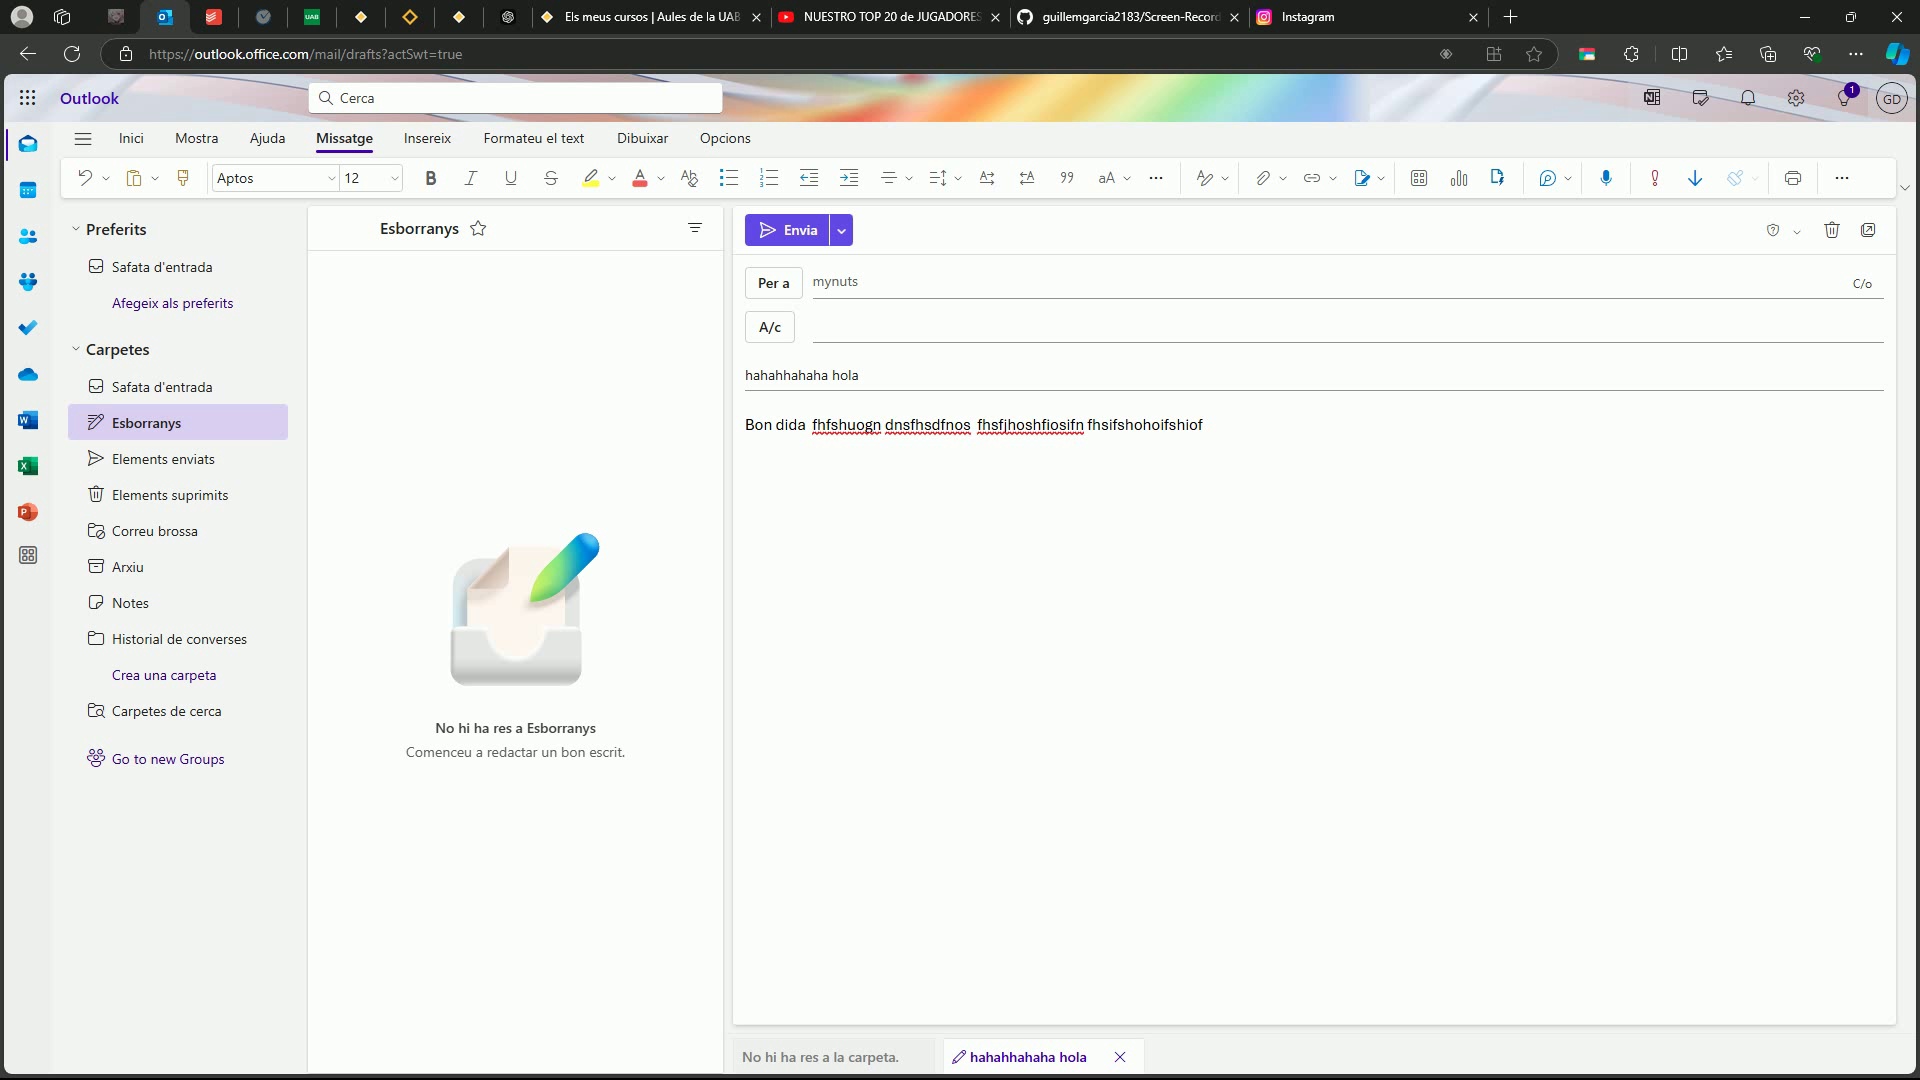 Els meus cursos | Aules de la UAB
NUESTRO TOP 20 de JUGADORES
guillemgarcia2183/Screen-Record
Instagram
https://outlook.office.com/mail/drafts?actSwt=true
Outlook
Cerca
1
GD
Inici
Mostra
Ajuda
Missatge
Insereix
Formateu el text
Dibuixar
Opcions
Aptos
12
Preferits
Safata d'entrada
Afegeix als preferits
Carpetes
Safata d'entrada
Esborranys
Elements enviats
Elements suprimits
Correu brossa
Arxiu
Notes
Historial de converses
Crea una carpeta
Carpetes de cerca
Go to new Groups
Esborranys
No hi ha res a Esborranys
Comenceu a redactar un bon escrit.
Envia
Per a
mynuts
C/o
A/c
hahahhahaha hola
Bon dida fhfshuogn dnsfhsdfnos fhsfjhoshfiosifn fhsifshohoifshiof
No hi ha res a la carpeta.
hahahhahaha hola